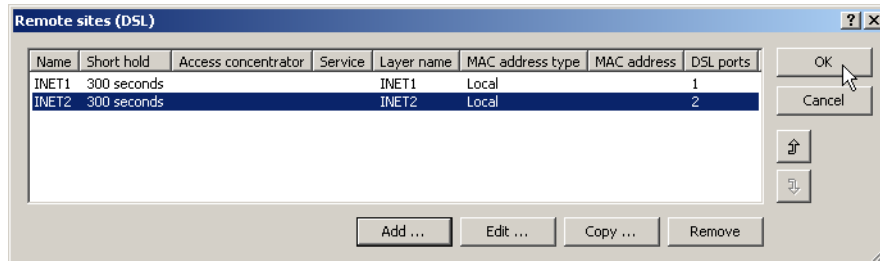 Remote sites (DSL)
Name Short hold Access concentrator Service Layer name MAC address type MAC address DSL ports
INET1 300 seconds INET1 Local 1
INET2 300 seconds INET2 Local 2
OK
Cancel
Add ... Edit ... Copy ... Remove